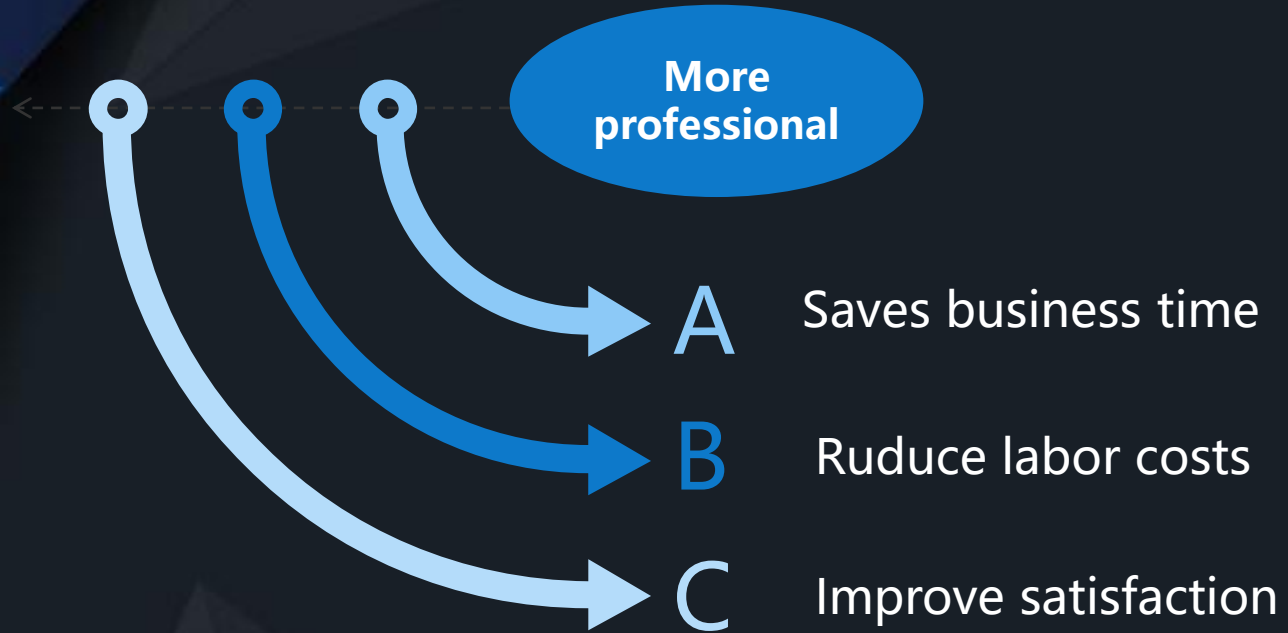 More
professional
A Saves business time
B Ruduce labor costs
C Improve satisfaction